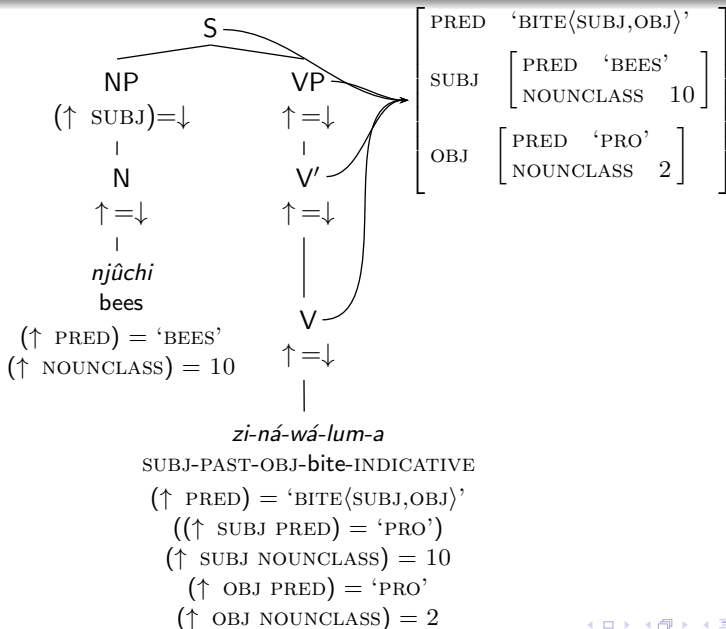 S
NP VP
(↑ SUBJ)=↓ ↑=↓
N V′
↑=↓ ↑=↓
njûchi
bees
(↑ PRED) = ‘BEES’
(↑ NOUNCLASS) = 10
V
↑=↓
zi-ná-wá-lum-a
SUBJ-PAST-OBJ-bite-INDICATIVE
(↑ PRED) = ‘BITE⟨SUBJ,OBJ⟩’
((↑ SUBJ PRED) = ‘PRO’)
(↑ SUBJ NOUNCLASS) = 10
(↑ OBJ PRED) = ‘PRO’
(↑ OBJ NOUNCLASS) = 2
PRED ‘BITE⟨SUBJ,OBJ⟩’
SUBJ [PRED ‘BEES’
NOUNCLASS 10]
OBJ [PRED ‘PRO’
NOUNCLASS 2]